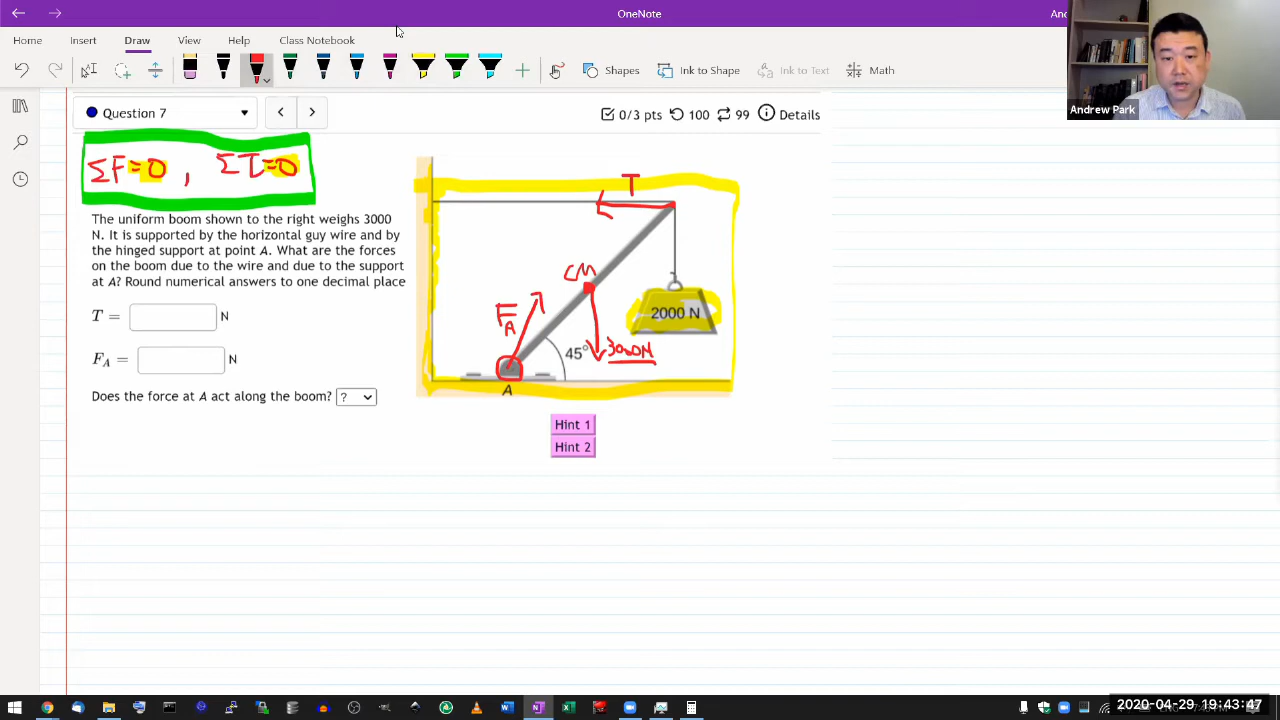 OneNote
An
Home Insert Draw View Help Class Notebook
Shapes Ink to Shape Ink to Text Math
Andrew Park
Question 7
0/3 pts 100 99 Details
ΣF=0 , Στ=0
The uniform boom shown to the right weighs 3000
N. It is supported by the horizontal guy wire and by
the hinged support at point A. What are the forces
on the boom due to the wire and due to the support
at A? Round numerical answers to one decimal place
T = N
F_A = N
Does the force at A act along the boom? ?
T
CM
F_A
2000 N
45°
3000N
A
Hint 1
Hint 2
2020-04-29 19:43:47